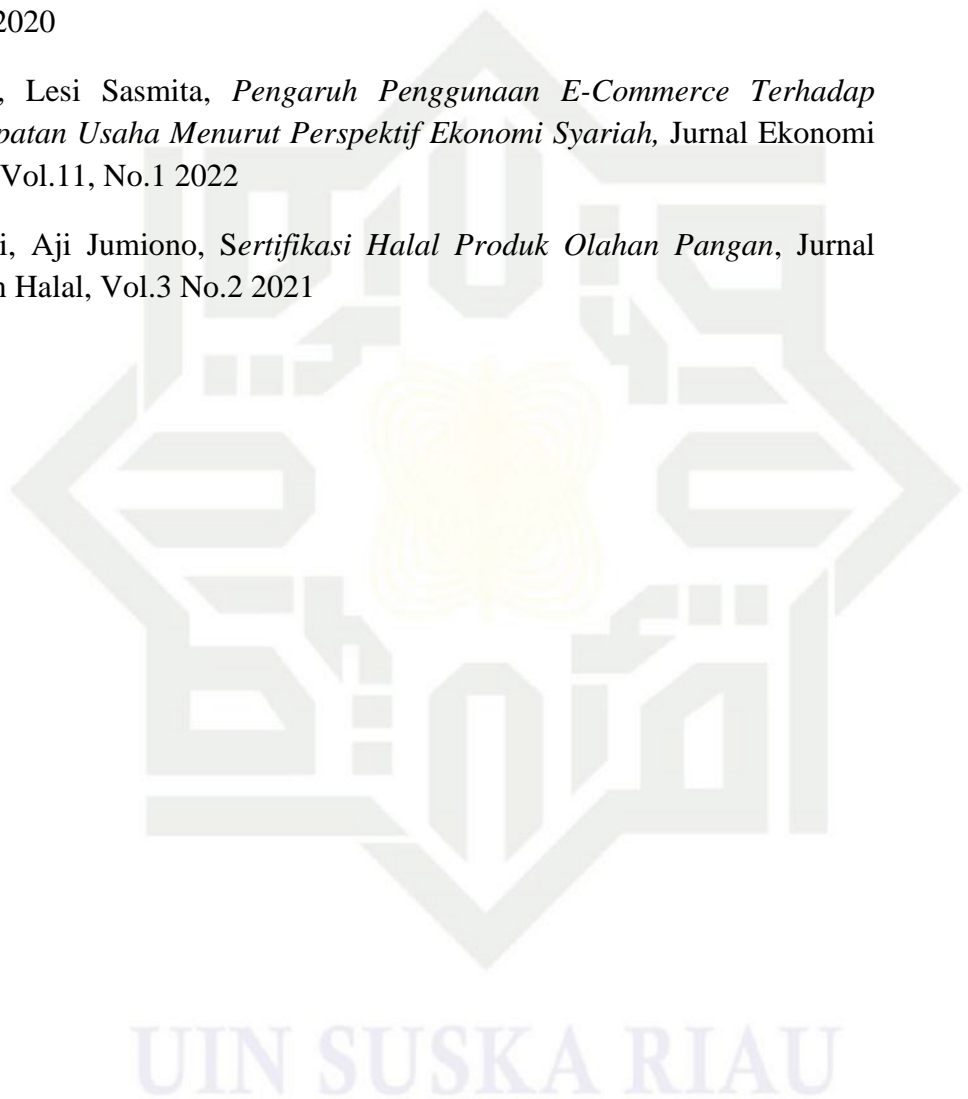 2020
, Lesi Sasmita, Pengaruh Penggunaan E-Commerce Terhadap
patan Usaha Menurut Perspektif Ekonomi Syariah, Jurnal Ekonomi
Vol.11, No.1 2022
i, Aji Jumiono, Sertifikasi Halal Produk Olahan Pangan, Jurnal
n Halal, Vol.3 No.2 2021
UIN SUSKA RIAU